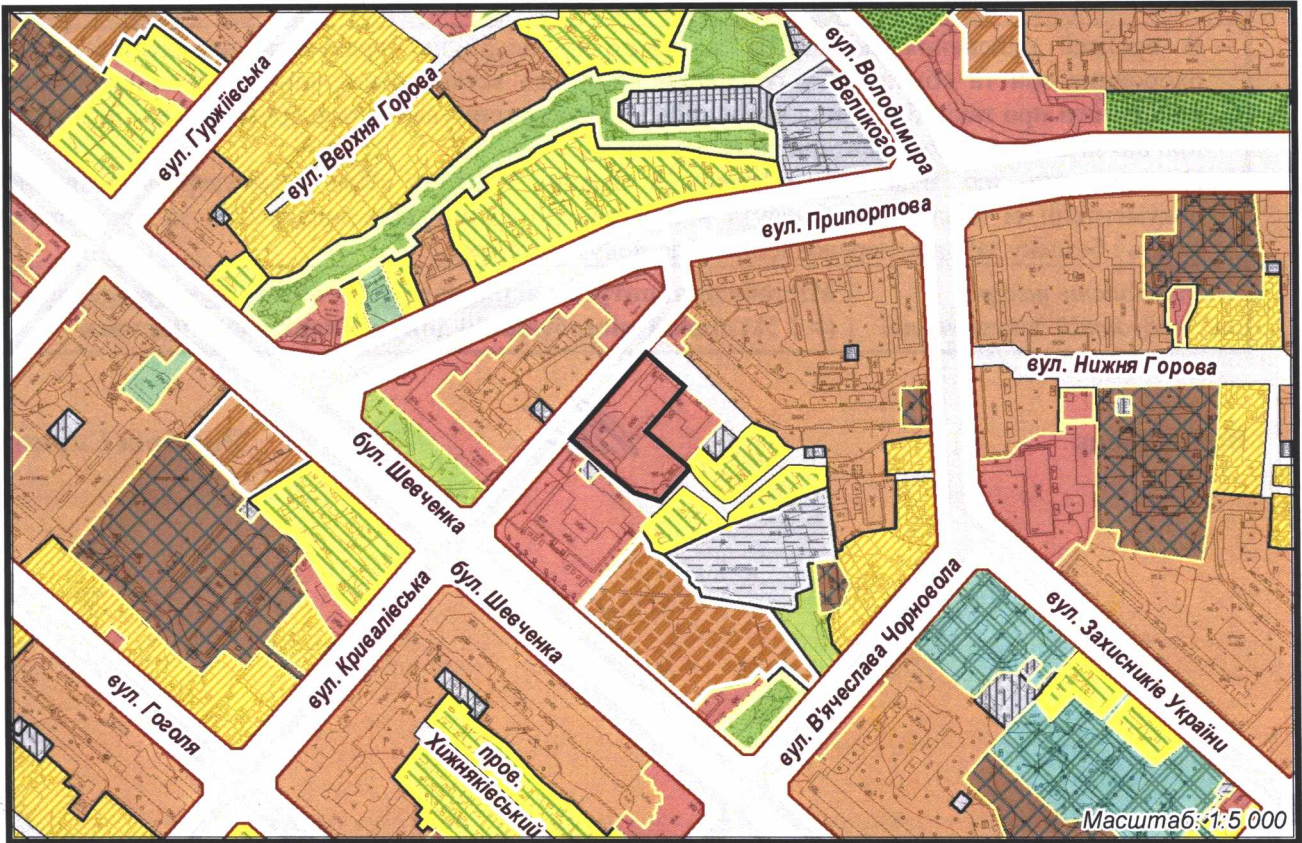 вул. Гуржіївська
вул. Верхня Горова
вул. Володимира
Великого
вул. Припортова
вул. Нижня Горова
бул. Шевченка
бул. Шевченка
вул. Кривалівська
вул. Гоголя
пров.
Хижняківський
вул. В'ячеслава Чорновола
вул. Захисників України
Масштаб: 1:5 000